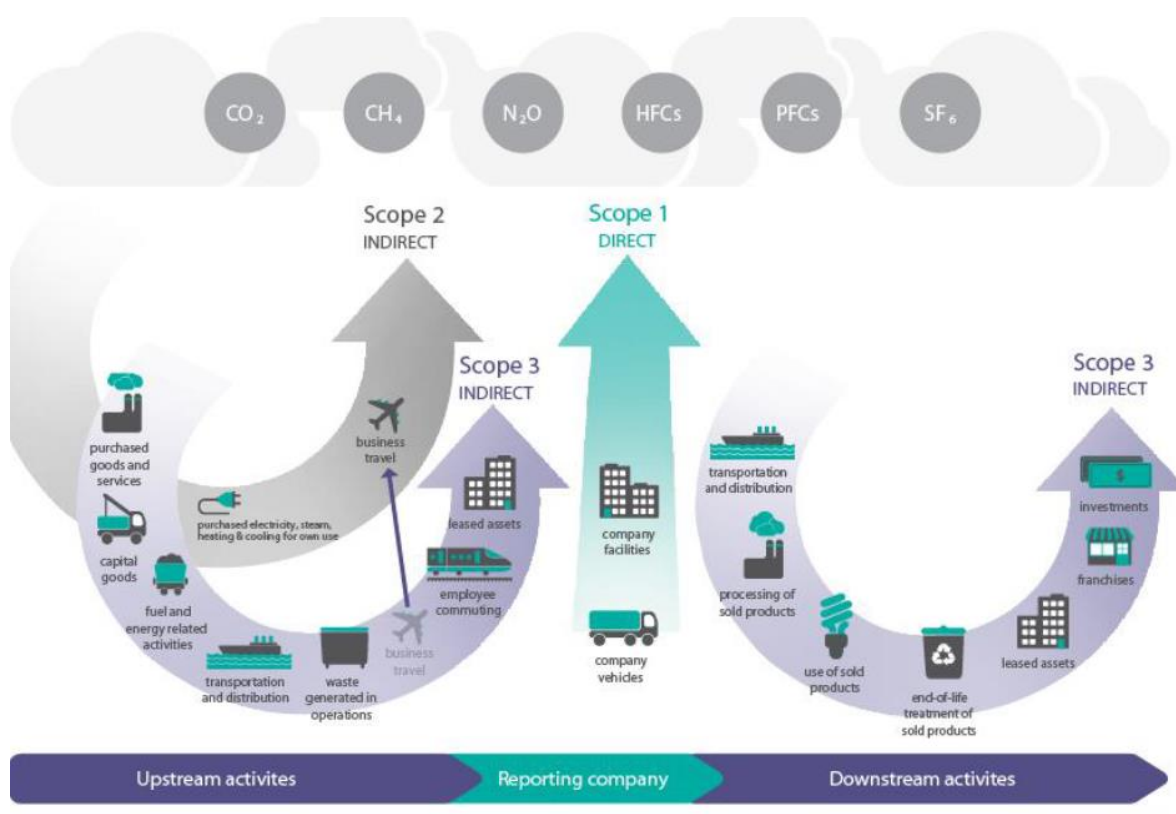 CO₂
CH₄
N₂O
HFCs
PFCs
SF₆
Scope 2
INDIRECT
Scope 1
DIRECT
Scope 3
INDIRECT
Scope 3
INDIRECT
purchased
goods and
services
capital
goods
fuel and
energy related
activities
transportation
and distribution
waste
generated in
operations
business
travel
employee
commuting
leased assets
purchased electricity, steam,
heating & cooling for own use
business
travel
company
facilities
company
vehicles
transportation
and distribution
processing of
sold products
use of sold
products
end-of-life
treatment of
sold products
leased assets
franchises
investments
$
Upstream activites
Reporting company
Downstream activites